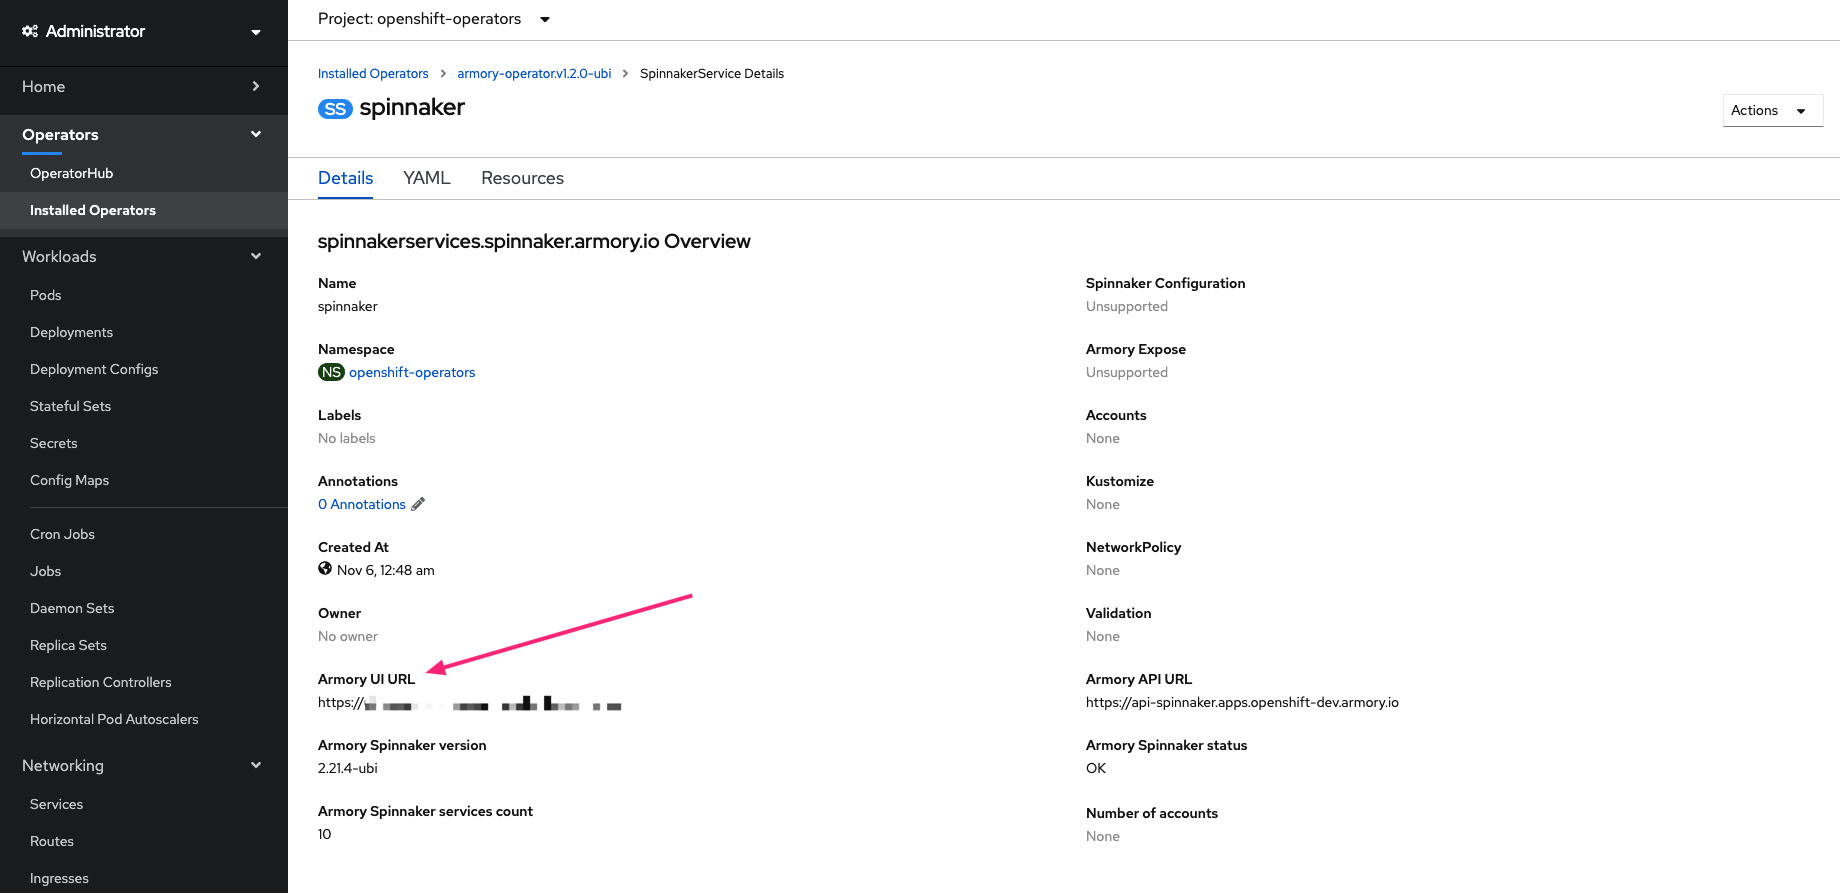 Administrator
Home
Operators
OperatorHub
Installed Operators
Workloads
Pods
Deployments
Deployment Configs
Stateful Sets
Secrets
Config Maps
Cron Jobs
Jobs
Daemon Sets
Replica Sets
Replication Controllers
Horizontal Pod Autoscalers
Networking
Services
Routes
Ingresses
Project: openshift-operators
Installed Operators > armory-operator.v1.2.0-ubi > SpinnakerService Details
SS spinnaker
Actions
Details YAML Resources
spinnakerservices.spinnaker.armory.io Overview
Name
spinnaker
Namespace
NS openshift-operators
Labels
No labels
Annotations
0 Annotations
Created At
Nov 6, 12:48 am
Owner
No owner
Armory UI URL
https://
Armory Spinnaker version
2.21.4-ubi
Armory Spinnaker services count
10
Spinnaker Configuration
Unsupported
Armory Expose
Unsupported
Accounts
None
Kustomize
None
NetworkPolicy
None
Validation
None
Armory API URL
https://api-spinnaker.apps.openshift-dev.armory.io
Armory Spinnaker status
OK
Number of accounts
None